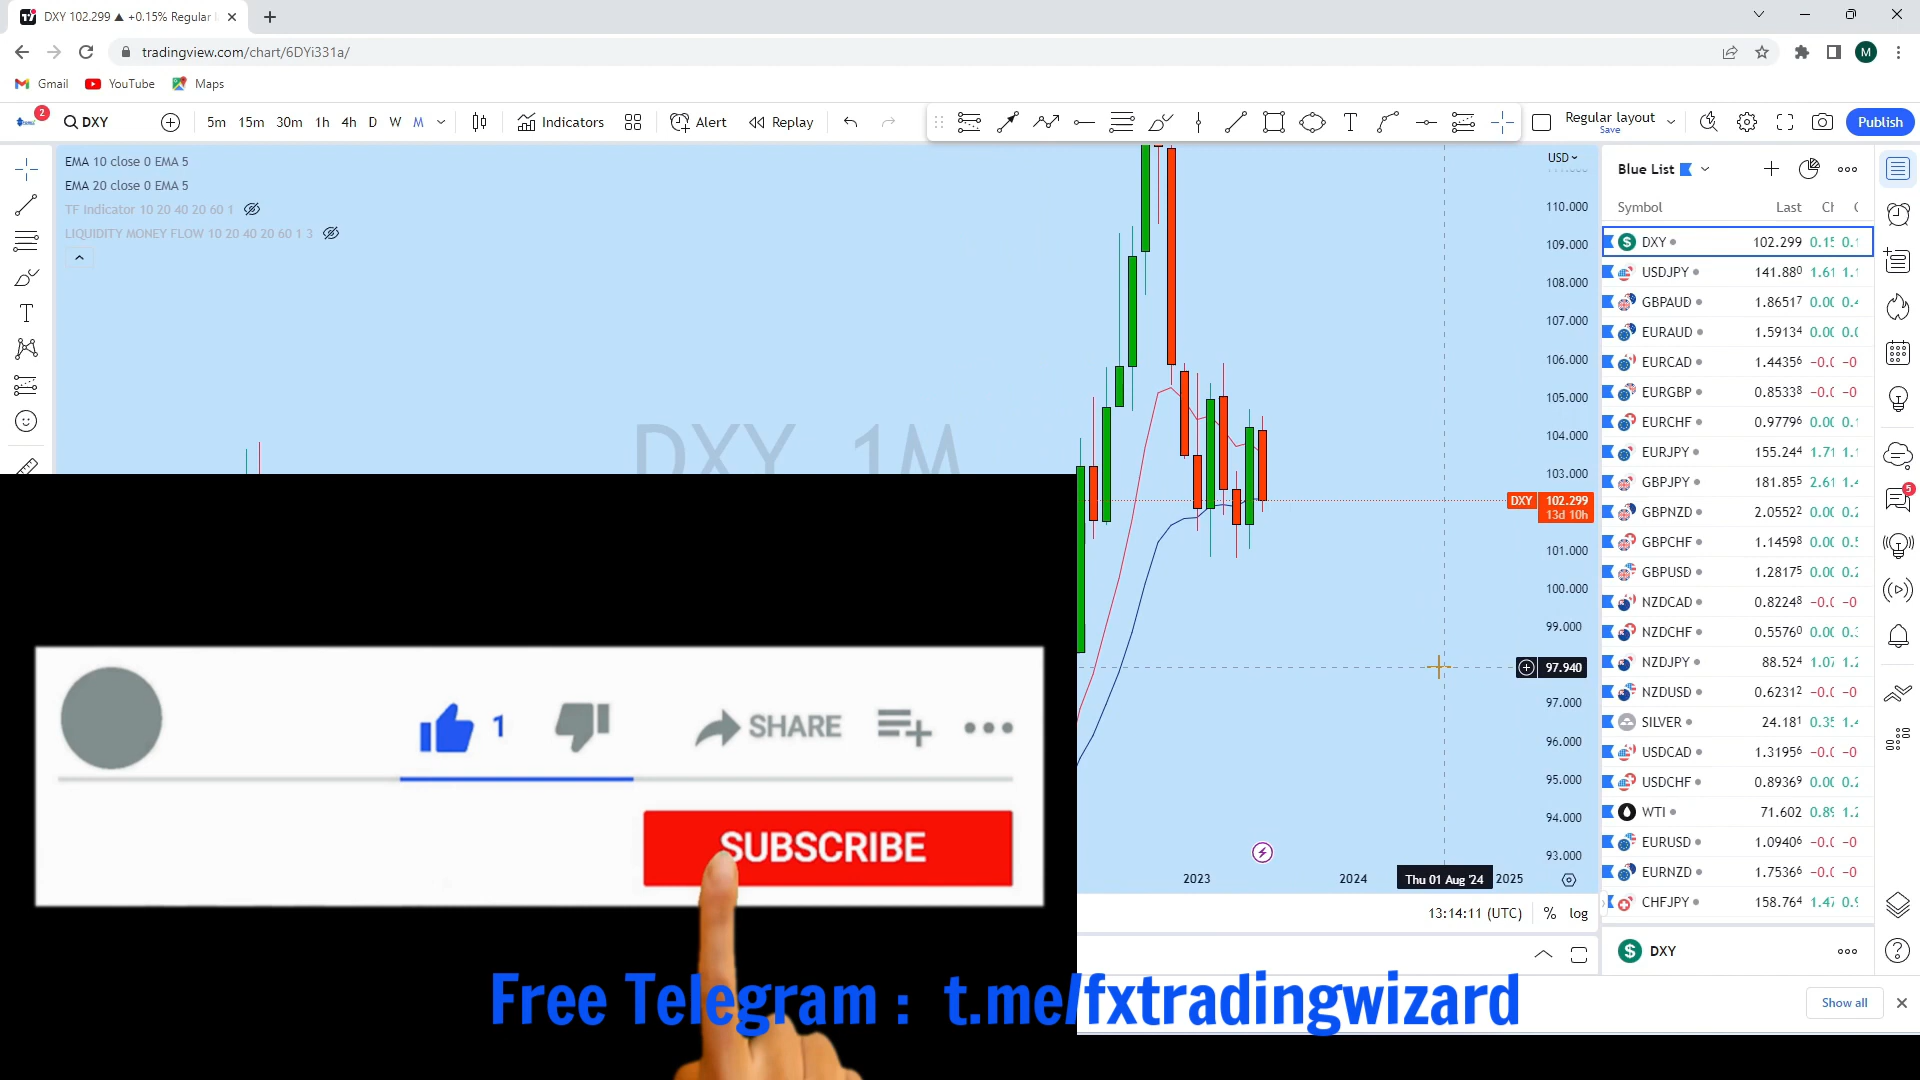 DXY 102.299 ▲ +0.15% Regular
tradingview.com/chart/6DYi331a/
M
Gmail
YouTube
Maps
2
DXY
5m 15m 30m 1h 4h D W M
Indicators
Alert
Replay
Regular layout
Save
Publish
EMA 10 close 0 EMA 5
EMA 20 close 0 EMA 5
TF Indicator 10 20 40 20 60 1
LIQUIDITY MONEY FLOW 10 20 40 20 60 1 3
DXY, 1M
USD
110.000
109.000
108.000
107.000
106.000
105.000
104.000
103.000
DXY 102.299
13d 10h
101.000
100.000
99.000
97.940
97.000
96.000
95.000
94.000
93.000
2023 2024 Thu 01 Aug '24 2025
13:14:11 (UTC) % log
Blue List
Symbol Last
DXY 102.299
USDJPY 141.880
GBPAUD 1.86517
EURAUD 1.59134
EURCAD 1.44356
EURGBP 0.85338
EURCHF 0.97796
EURJPY 155.244
GBPJPY 181.855
GBPNZD 2.05522
GBPCHF 1.14598
GBPUSD 1.28175
NZDCAD 0.82248
NZDCHF 0.55760
NZDJPY 88.524
NZDUSD 0.62312
SILVER 24.181
USDCAD 1.31956
USDCHF 0.89369
WTI 71.602
EURUSD 1.09406
EURNZD 1.75366
CHFJPY 158.764
5
DXY
Show all
1
SHARE
SUBSCRIBE
Free Telegram : t.me/fxtradingwizard